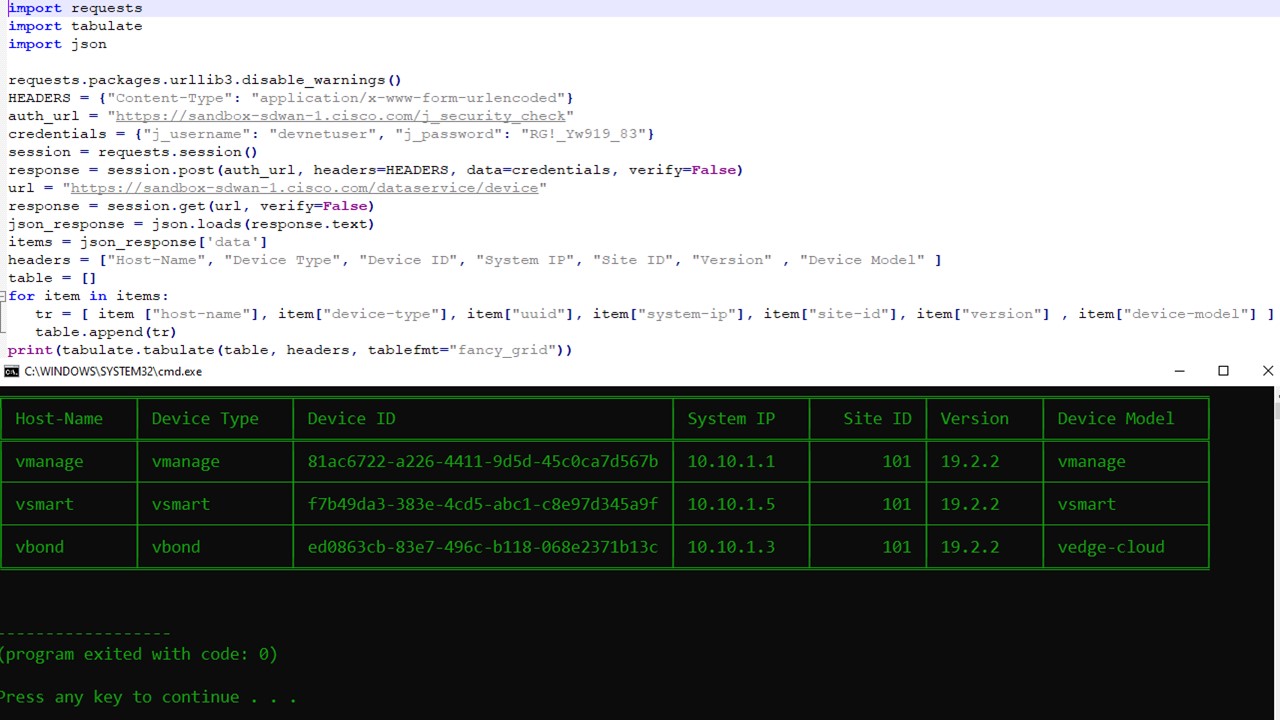 import requests
import tabulate
import json
requests.packages.urllib3.disable_warnings()
HEADERS = {"Content-Type": "application/x-www-form-urlencoded"}
auth_url = "https://sandbox-sdwan-1.cisco.com/j_security_check"
credentials = {"j_username": "devnetuser", "j_password": "RG!_Yw919_83"}
session = requests.session()
response = session.post(auth_url, headers=HEADERS, data=credentials, verify=False)
url = "https://sandbox-sdwan-1.cisco.com/dataservice/device"
response = session.get(url, verify=False)
json_response = json.loads(response.text)
items = json_response['data']
headers = ["Host-Name", "Device Type", "Device ID", "System IP", "Site ID", "Version" , "Device Model" ]
table = []
for item in items:
    tr = [ item ["host-name"], item["device-type"], item["uuid"], item["system-ip"], item["site-id"], item["version"] , item["device-model"] ]
    table.append(tr)
print(tabulate.tabulate(table, headers, tablefmt="fancy_grid"))
C:\WINDOWS\SYSTEM32\cmd.exe
Host-Name Device Type Device ID System IP Site ID Version Device Model
vmanage vmanage 81ac6722-a226-4411-9d5d-45c0ca7d567b 10.10.1.1 101 19.2.2 vmanage
vsmart vsmart f7b49da3-383e-4cd5-abc1-c8e97d345a9f 10.10.1.5 101 19.2.2 vsmart
vbond vbond ed0863cb-83e7-496c-b118-068e2371b13c 10.10.1.3 101 19.2.2 vedge-cloud
------------------
(program exited with code: 0)
Press any key to continue . . .